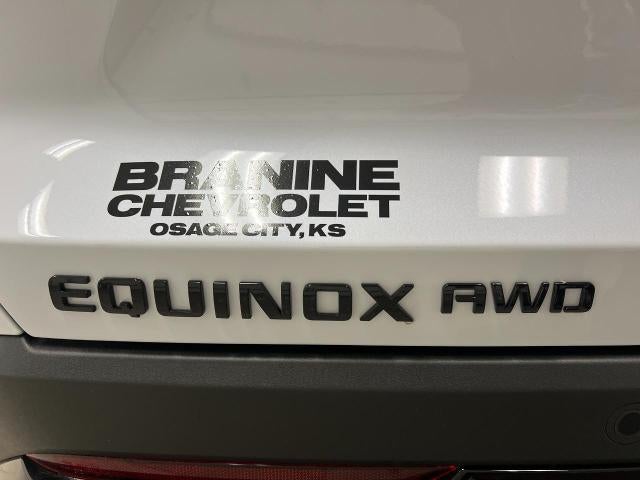 BRANINE
CHEVROLET
OSAGE CITY, KS
EQUINOX AWD